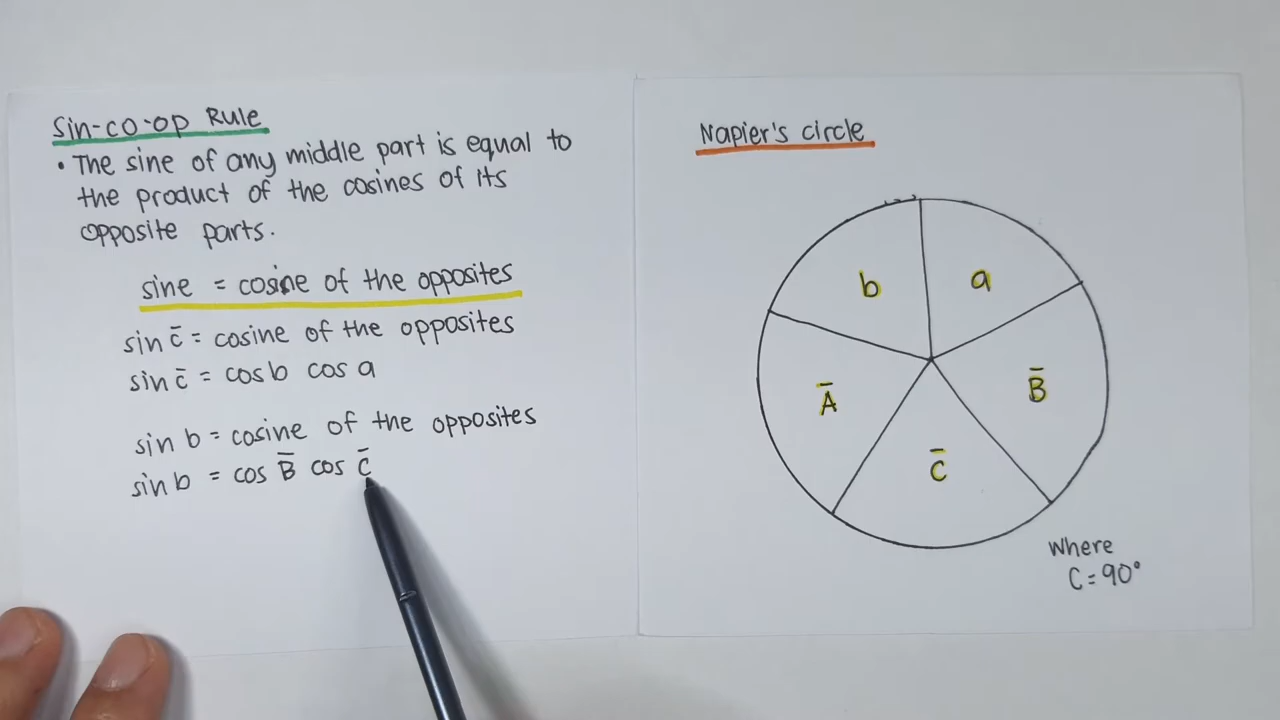 Sin-co-op Rule
• The sine of any middle part is equal to
the product of the cosines of its
opposite parts.
sine = cosine of the opposites
sin c̄ = cosine of the opposites
sin c̄ = cos b cos a
sin b = cosine of the opposites
sin b = cos B̄ cos c̄
Napier's circle
b a
Ā B̄
c̄
Where
C = 90°